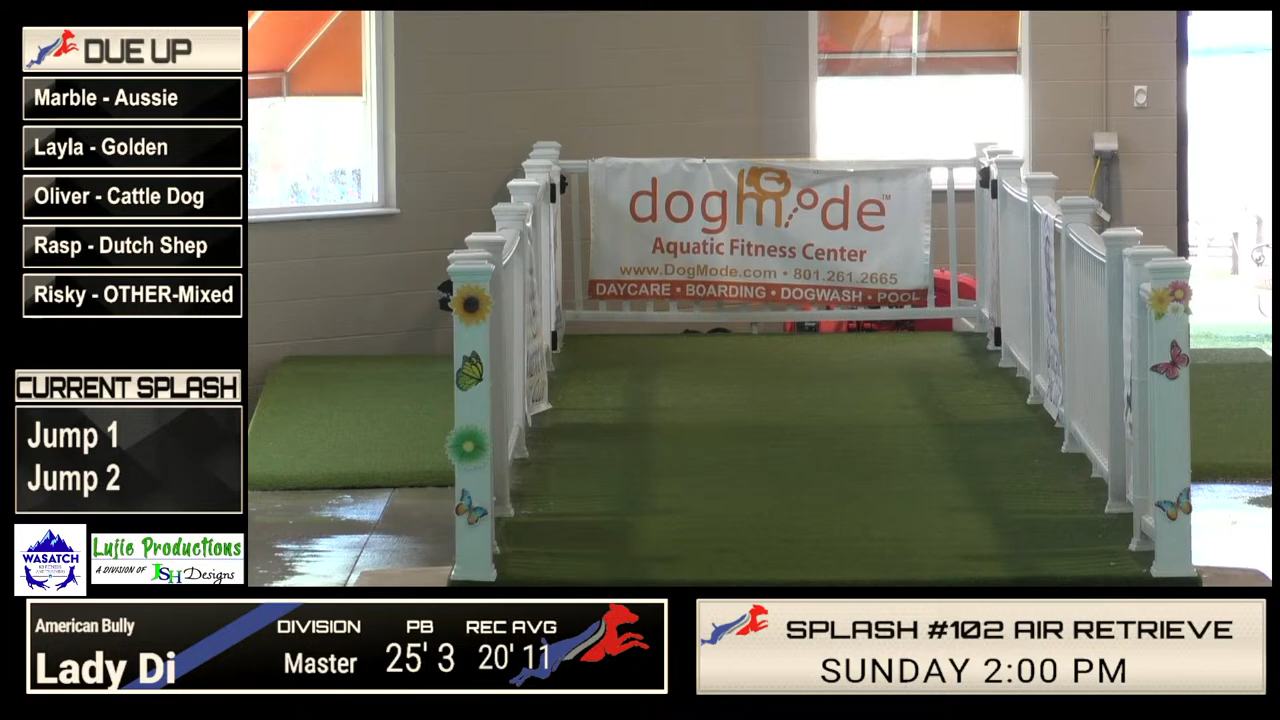 DUE UP
Marble - Aussie
Layla - Golden
Oliver - Cattle Dog
Rasp - Dutch Shep
Risky - OTHER-Mixed
CURRENT SPLASH
Jump 1
Jump 2
WASATCH
Lujie Productions
A DIVISION OF JSH Designs
dogmode™
Aquatic Fitness Center
www.DogMode.com • 801.261.2665
DAYCARE • BOARDING • DOGWASH • POOL
American Bully
Lady Di
DIVISION
Master
PB
25' 3
REC AVG
20' 11
SPLASH #102 AIR RETRIEVE
SUNDAY 2:00 PM